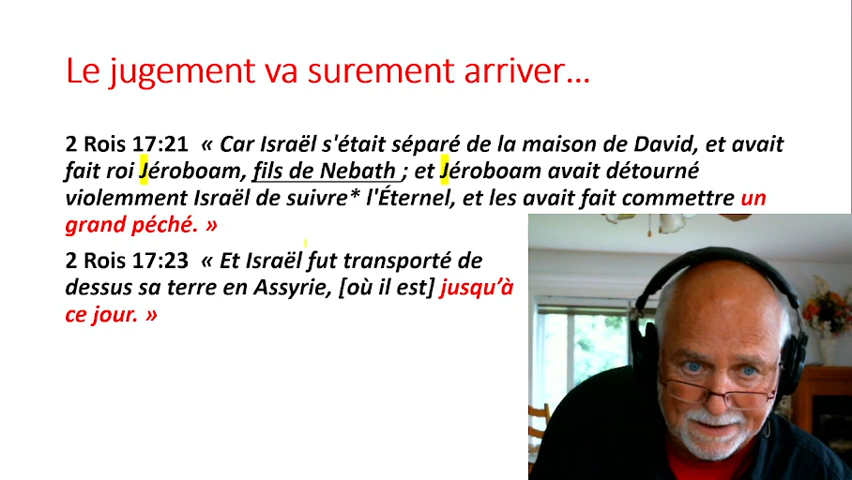 Le jugement va surement arriver...
2 Rois 17:21 « Car Israël s'était séparé de la maison de David, et avait
fait roi Jéroboam, fils de Nebath ; et Jéroboam avait détourné
violemment Israël de suivre* l'Éternel, et les avait fait commettre un
grand péché. »
2 Rois 17:23 « Et Israël fut transporté de
dessus sa terre en Assyrie, [où il est] jusqu’à
ce jour. »